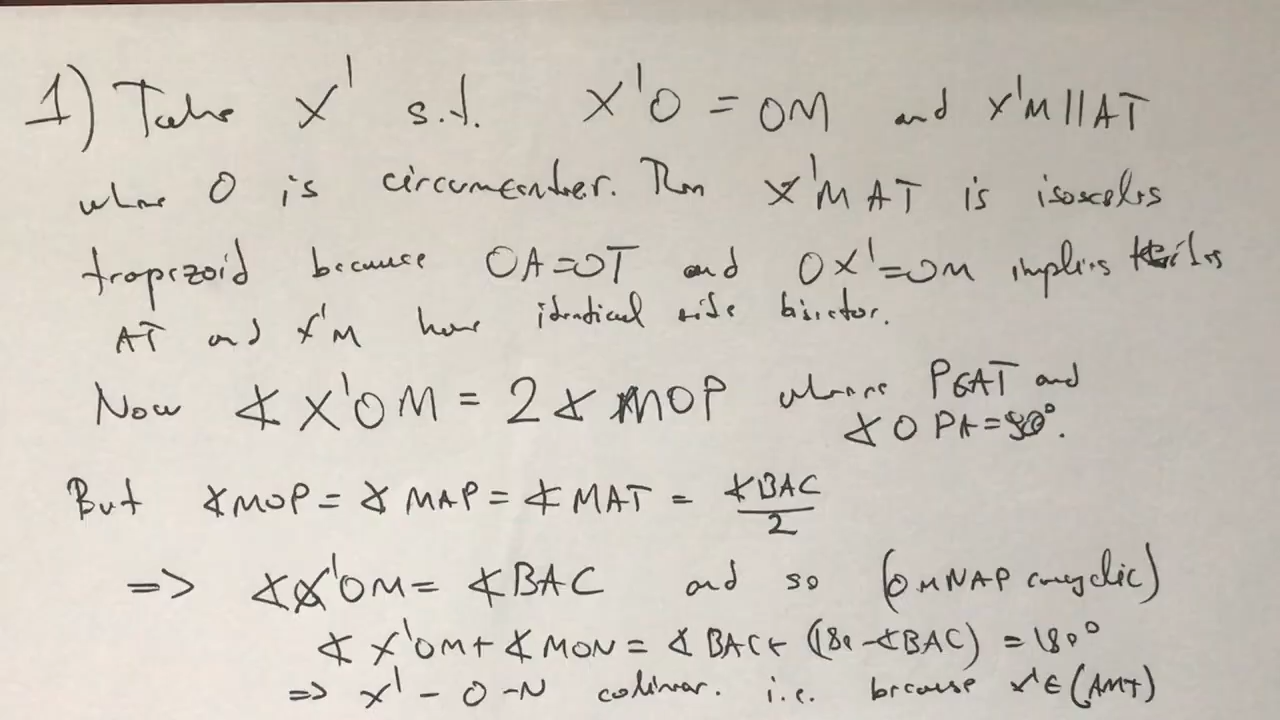 1) Take X' s.t. X'O = OM and X'M || AT
where O is circumcenter. Then X'MAT is isosceles
trapezoid because OA=OT and OX'=OM implies
AT and X'M have identical side bisector.
Now ∢X'OM = 2∢MOP where P∈AT and
∢OPA=90°.
But ∢MOP = ∢MAP = ∢MAT = ∢BAC/2
=> ∢X'OM = ∢BAC and so (OMNAP concyclic)
∢X'OM + ∢MON = ∢BAC + (180-∢BAC) = 180°
=> X'-O-N colinear. i.e. because X'∈(AMT)